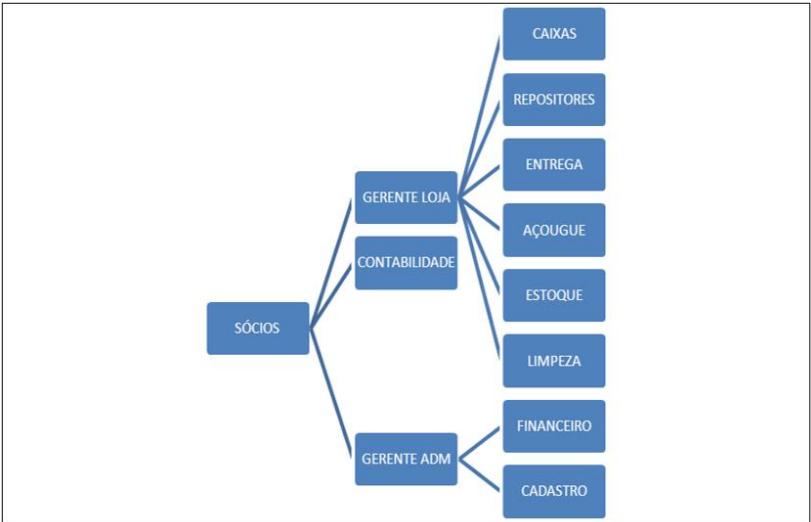 CAIXAS
REPOSITORES
ENTREGA
GERENTE LOJA
AÇOUGUE
CONTABILIDADE
ESTOQUE
SÓCIOS
LIMPEZA
FINANCEIRO
GERENTE ADM
CADASTRO